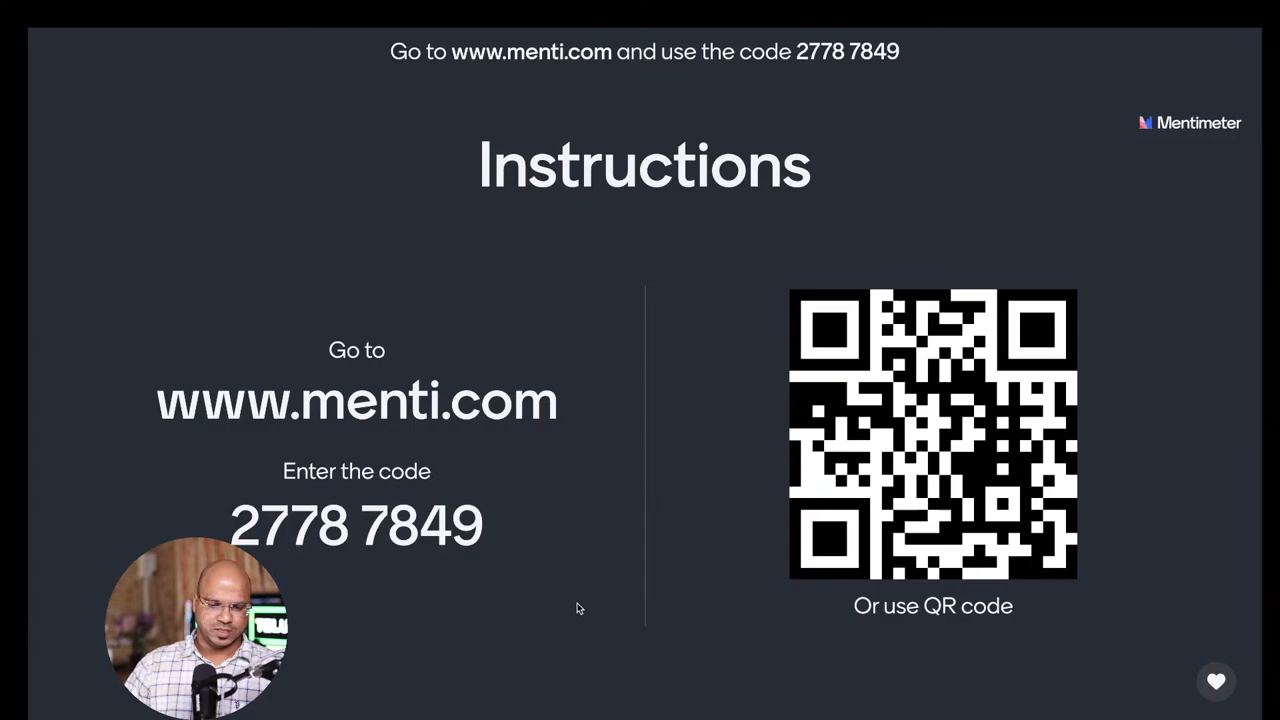 Go to www.menti.com and use the code 2778 7849
Mentimeter
Instructions
Go to
www.menti.com
Enter the code
2778 7849
Or use QR code